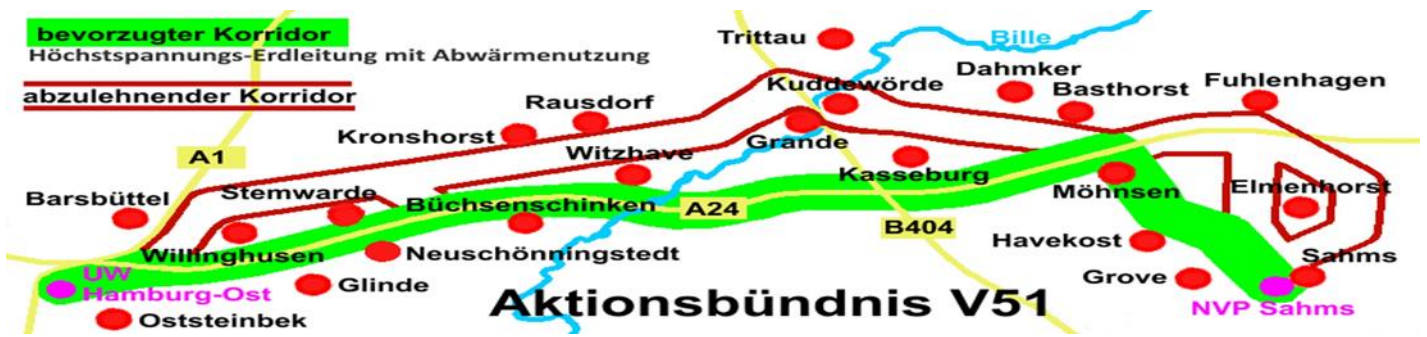 bevorzugter Korridor
Höchstspannungs-Erdleitung mit Abwärmenutzung
abzulehnender Korridor
Trittau
Bille
Kuddewörde
Dahmker
Basthorst
Fuhlenhagen
Rausdorf
Kronshorst
A1
Witzhave
Grande
Kasseburg
Möhnsen
Elmenhorst
Barsbüttel
Stemwarde
Büchsenschinken
A24
B404
Willinghusen
Neuschönningstedt
Havekost
Sahms
UW
Hamburg-Ost
Glinde
Grove
Aktionsbündnis V51
NVP Sahms
Oststeinbek